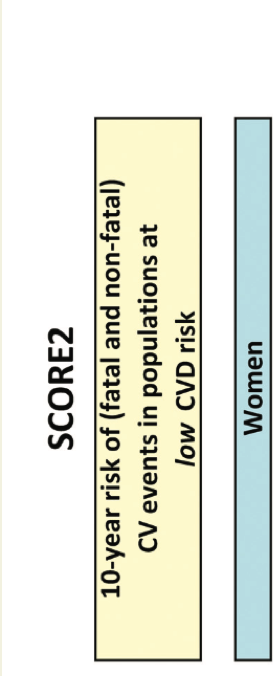 SCORE2
10-year risk of (fatal and non-fatal)
CV events in populations at
low CVD risk
Women